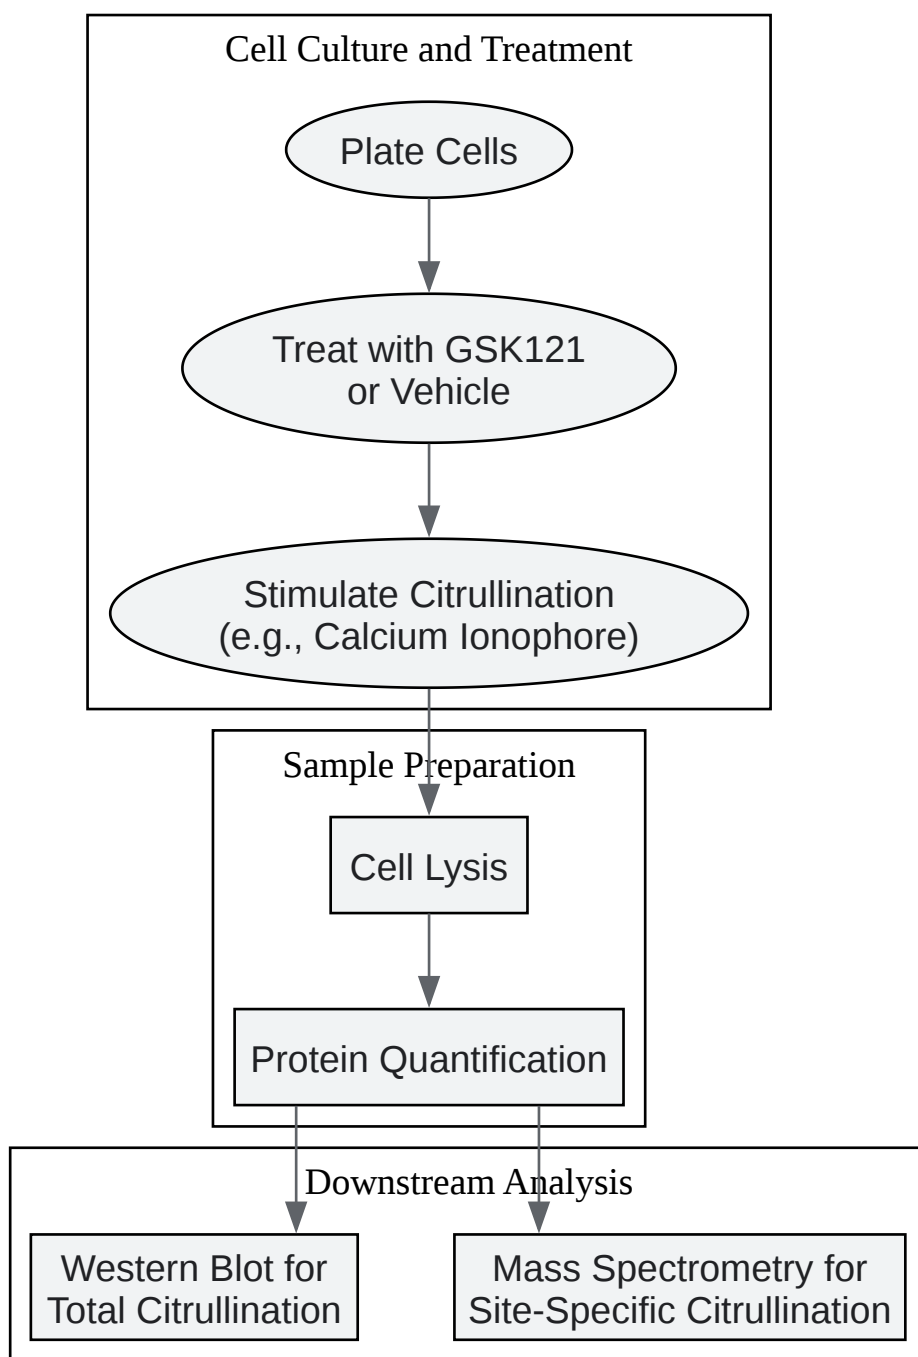 Cell Culture and Treatment
Plate Cells
Treat with GSK121
or Vehicle
Stimulate Citrullination
(e.g., Calcium Ionophore)
Sample Preparation
Cell Lysis
Protein Quantification
Downstream Analysis
Western Blot for
Total Citrullination
Mass Spectrometry for
Site-Specific Citrullination